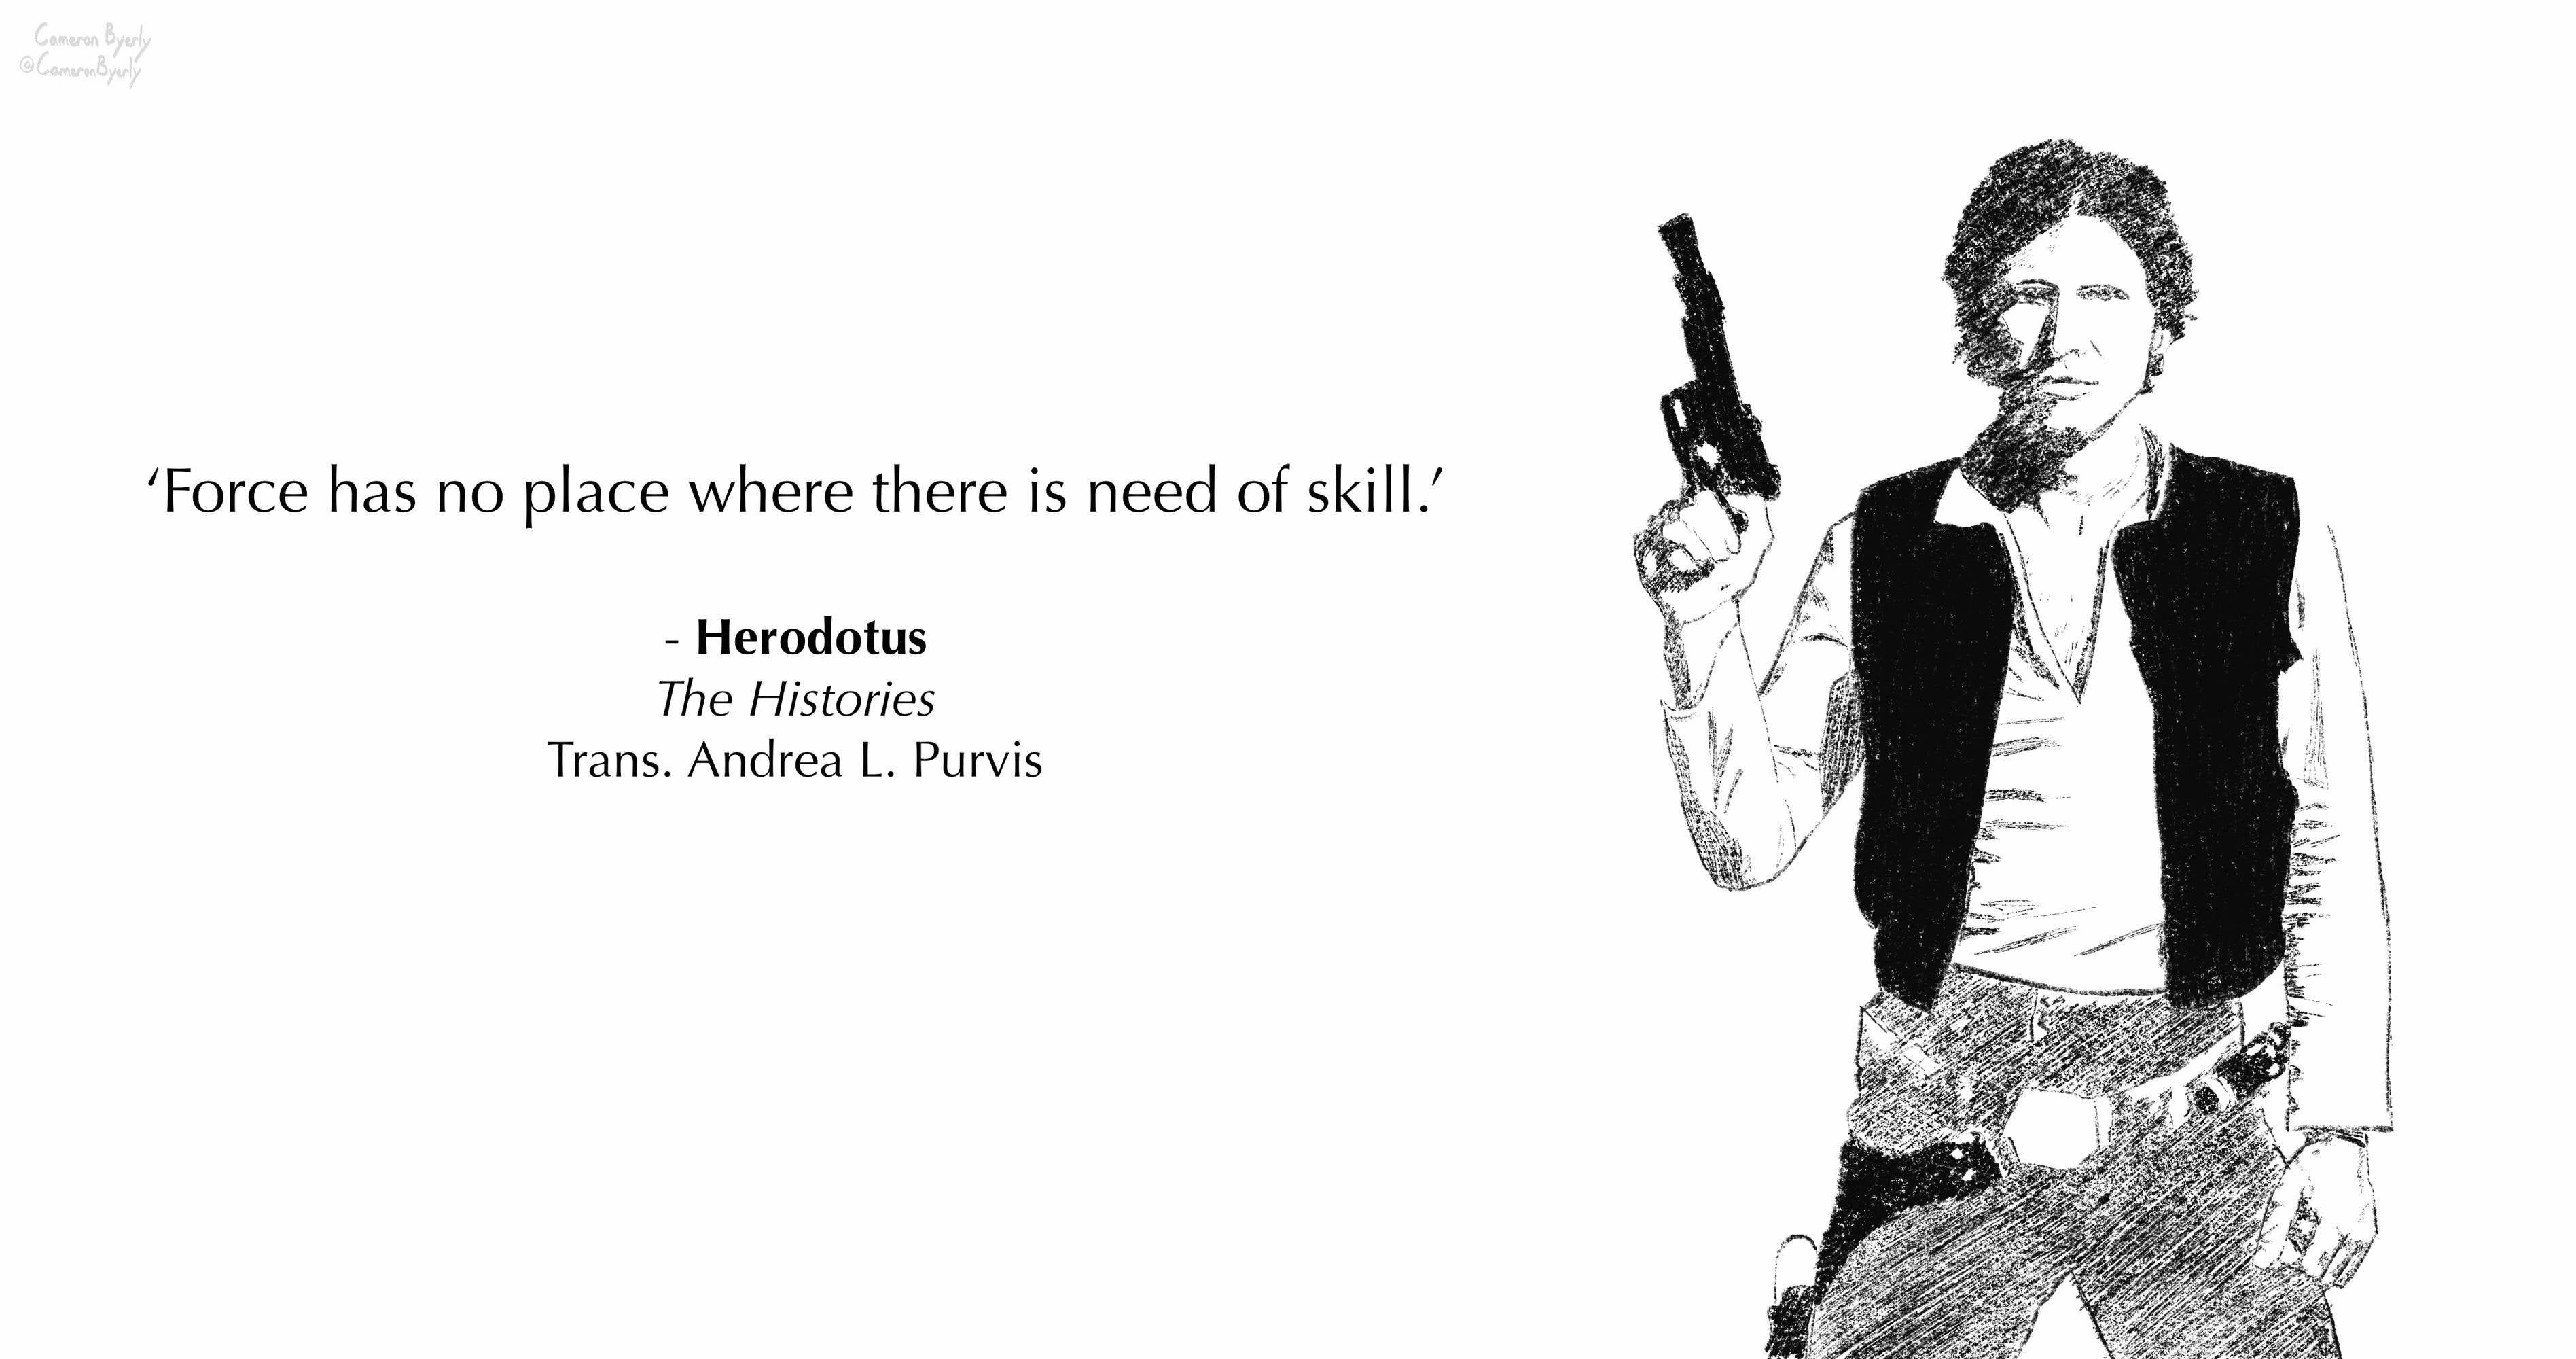 Cameron Byerly
@CameronByerly
‘Force has no place where there is need of skill.’
- Herodotus
The Histories
Trans. Andrea L. Purvis